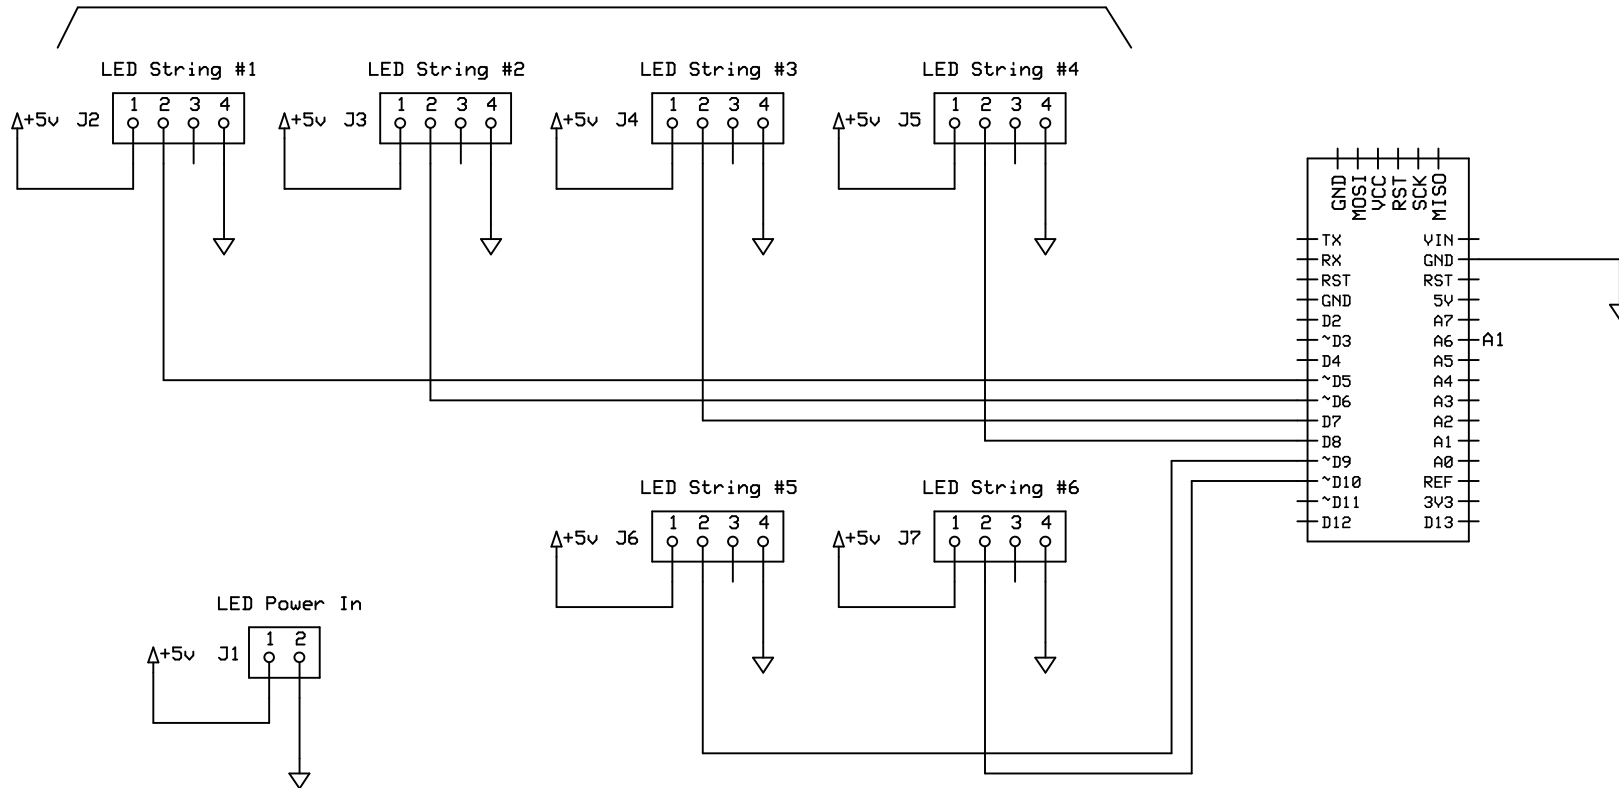 LED String #1 LED String #2 LED String #3 LED String #4
+5v J2 1 2 3 4 +5v J3 1 2 3 4 +5v J4 1 2 3 4 +5v J5 1 2 3 4
GND MOSI VCC RST SCK MISO
TX VIN
RX GND
RST RST
GND 5V
D2 A7
~D3 A6 A1
D4 A5
~D5 A4
~D6 A3
D7 A2
D8 A1
~D9 A0
~D10 REF
~D11 3V3
D12 D13
LED String #5 LED String #6
+5v J6 1 2 3 4 +5v J7 1 2 3 4
LED Power In
+5v J1 1 2